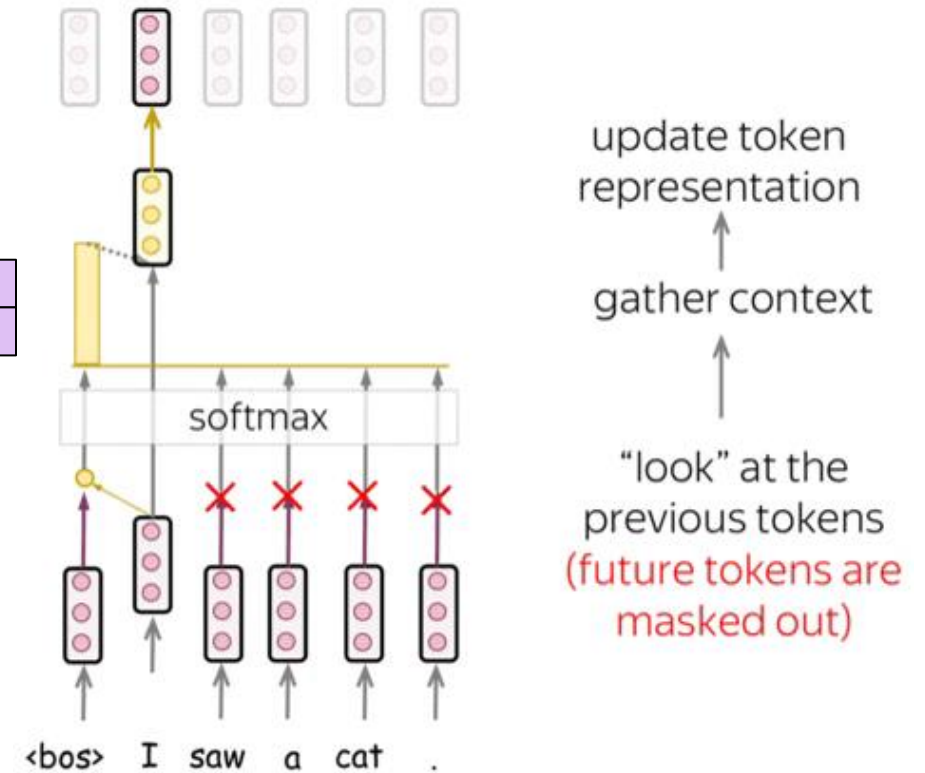 update token
representation
gather context
softmax
“look” at the
previous tokens
(future tokens are
masked out)
<bos> I saw a cat .